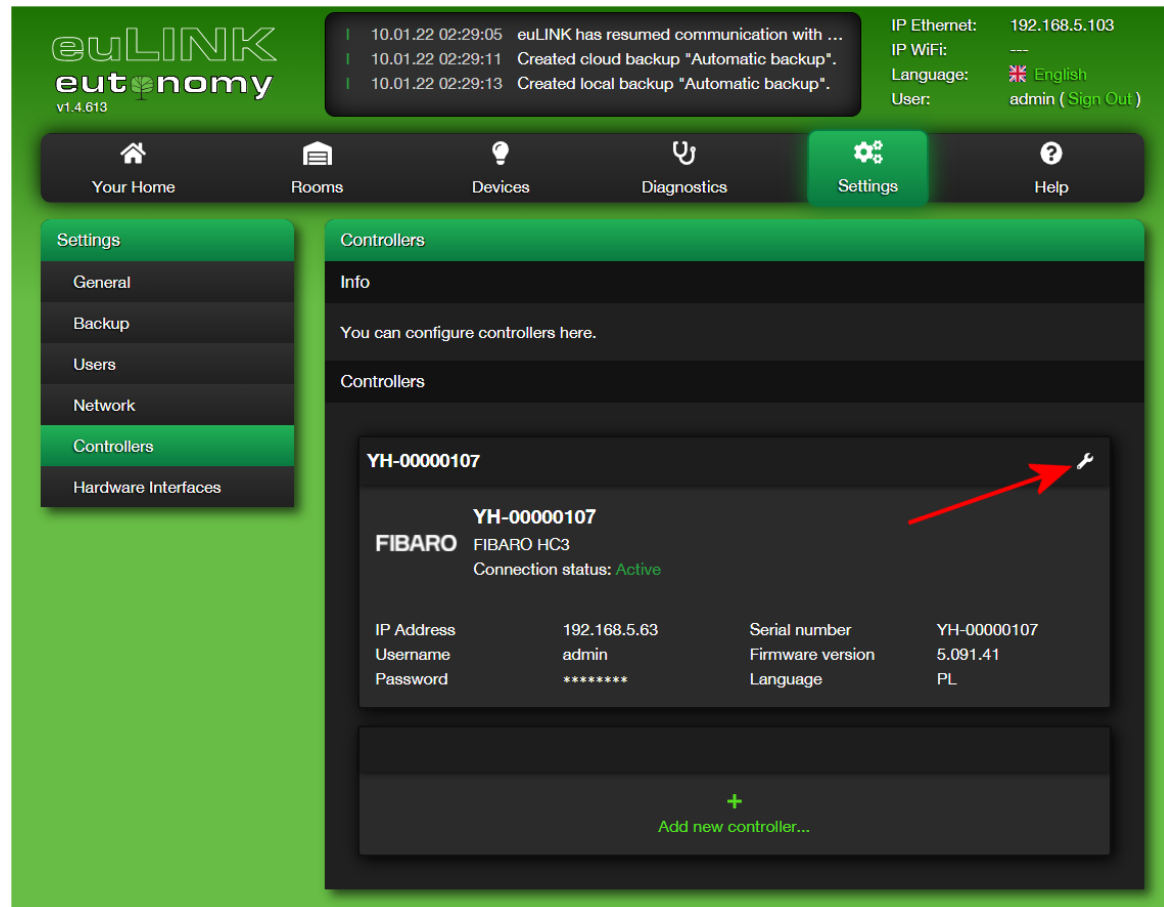 euLINK
eutonomy
v1.4.613
I 10.01.22 02:29:05 euLINK has resumed communication with ...
I 10.01.22 02:29:11 Created cloud backup "Automatic backup".
I 10.01.22 02:29:13 Created local backup "Automatic backup".
IP Ethernet: 192.168.5.103
IP WiFi: ---
Language: English
User: admin ( Sign Out )
Your Home Rooms Devices Diagnostics Settings Help
Settings
General
Backup
Users
Network
Controllers
Hardware Interfaces
Controllers
Info
You can configure controllers here.
Controllers
YH-00000107
YH-00000107
FIBARO FIBARO HC3
Connection status: Active
IP Address 192.168.5.63 Serial number YH-00000107
Username admin Firmware version 5.091.41
Password ******** Language PL
+
Add new controller...